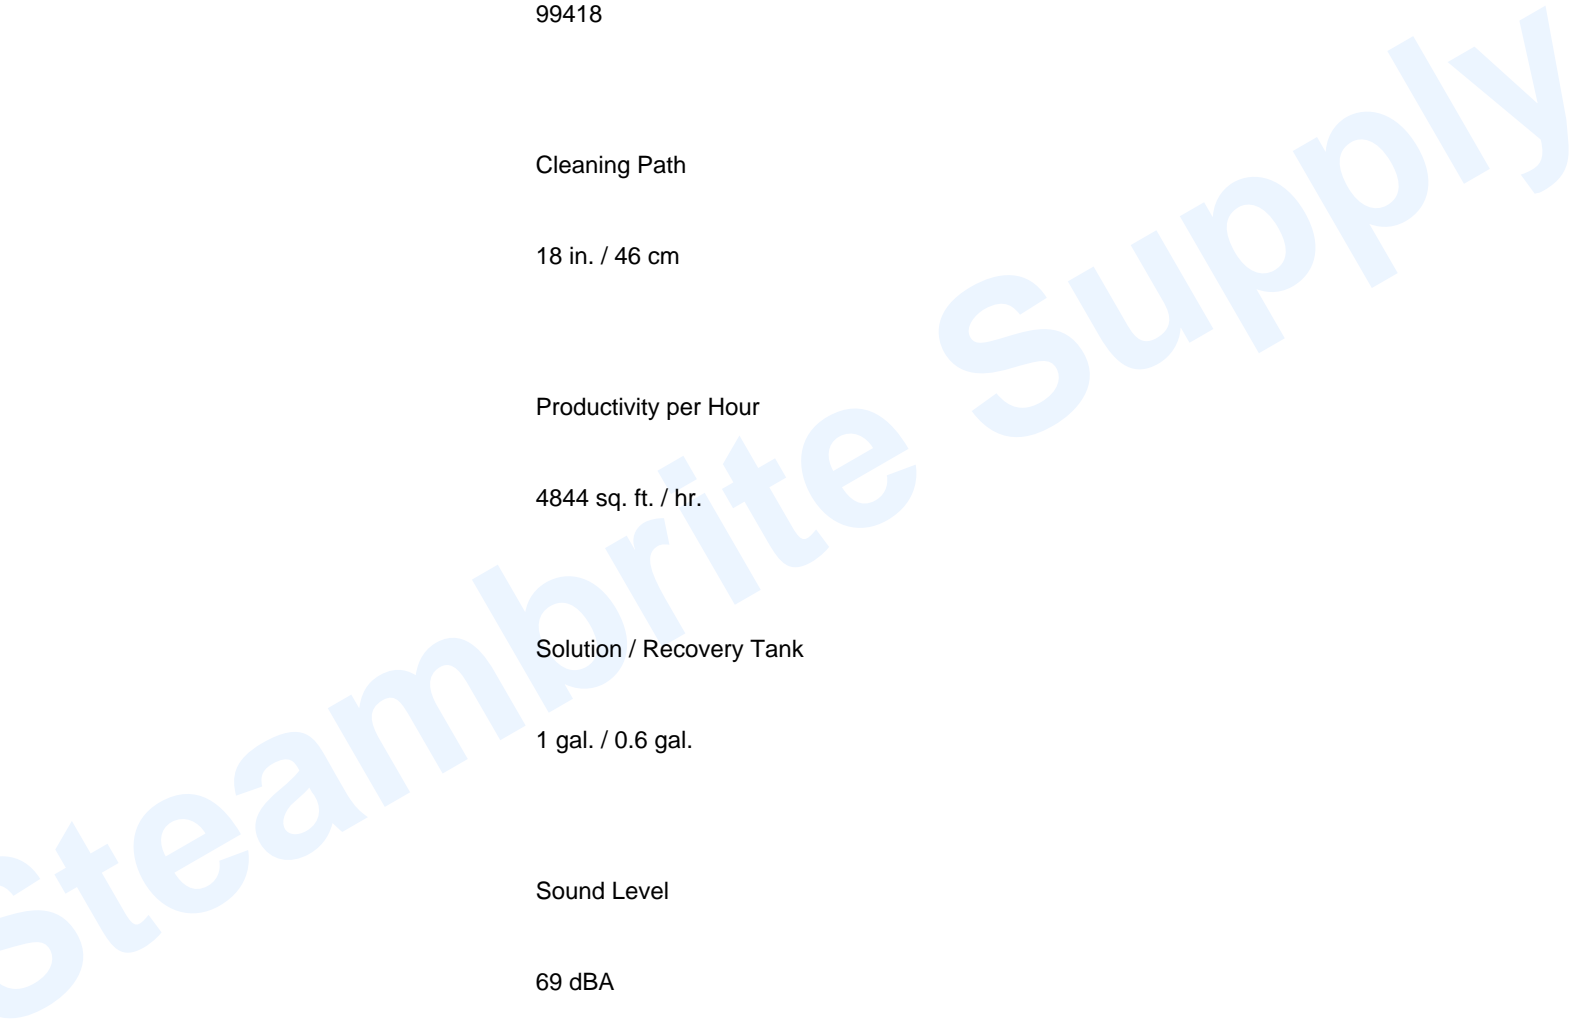 99418
Cleaning Path
18 in. / 46 cm
Productivity per Hour
4844 sq. ft. / hr.
Solution / Recovery Tank
1 gal. / 0.6 gal.
Sound Level
69 dBA
Steambrite Supply